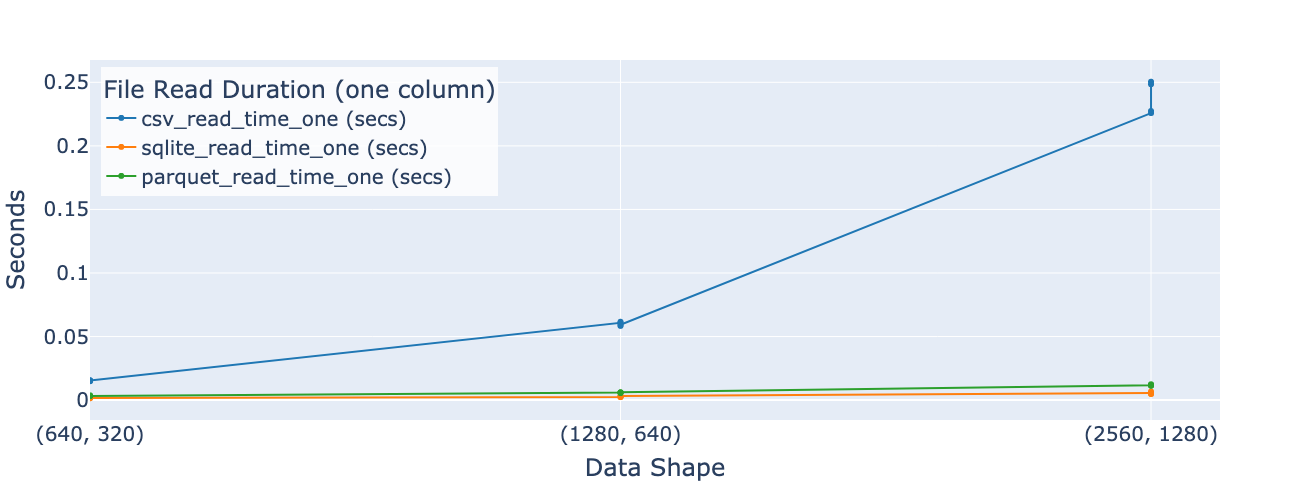 File Read Duration (one column)
csv_read_time_one (secs)
sqlite_read_time_one (secs)
parquet_read_time_one (secs)
Seconds
0.25
0.2
0.15
0.1
0.05
0
(640, 320)
(1280, 640)
(2560, 1280)
Data Shape